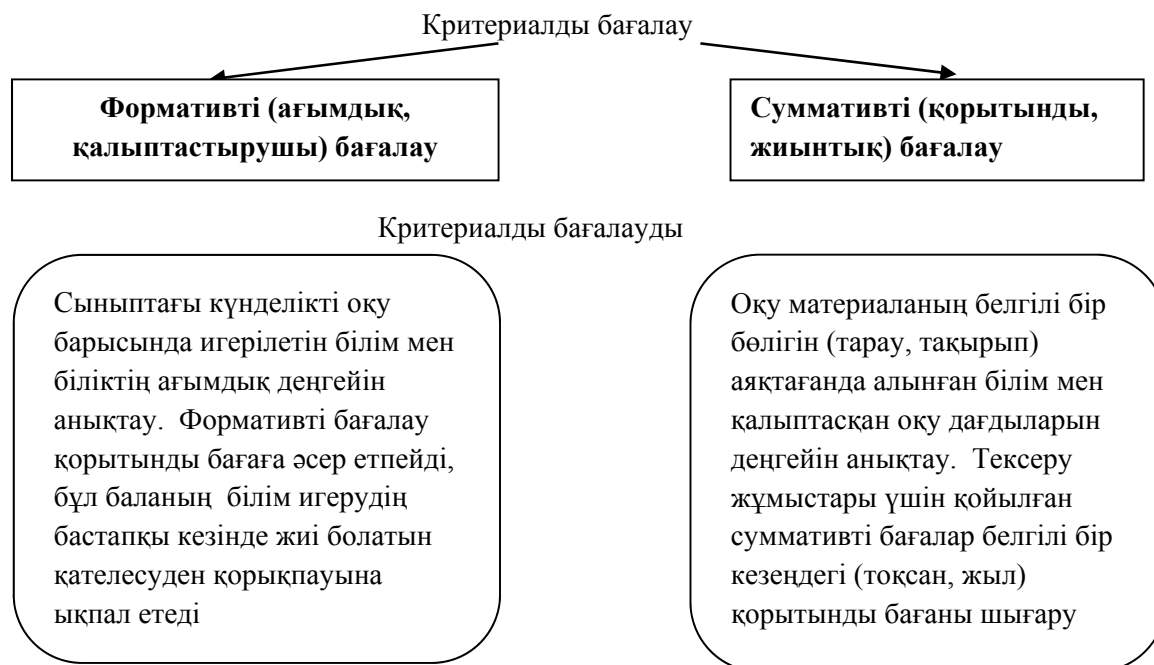 Критериалды бағалау
Формативті (ағымдық,
қалыптастырушы) бағалау
Суммативті (қорытынды,
жиынтық) бағалау
Критериалды бағалауды
Сыныптағы күнделікті оқу
барысында игерілетін білім мен
біліктің ағымдық деңгейін
анықтау. Формативті бағалау
қорытынды бағаға әсер етпейді,
бұл баланың білім игерудің
бастапқы кезінде жиі болатын
қателесуден қорықпауына
ықпал етеді
Оқу материаланың белгілі бір
бөлігін (тарау, тақырып)
аяқтағанда алынған білім мен
қалыптасқан оқу дағдыларын
деңгейін анықтау. Тексеру
жұмыстары үшін қойылған
суммативті бағалар белгілі бір
кезеңдегі (тоқсан, жыл)
қорытынды бағаны шығару